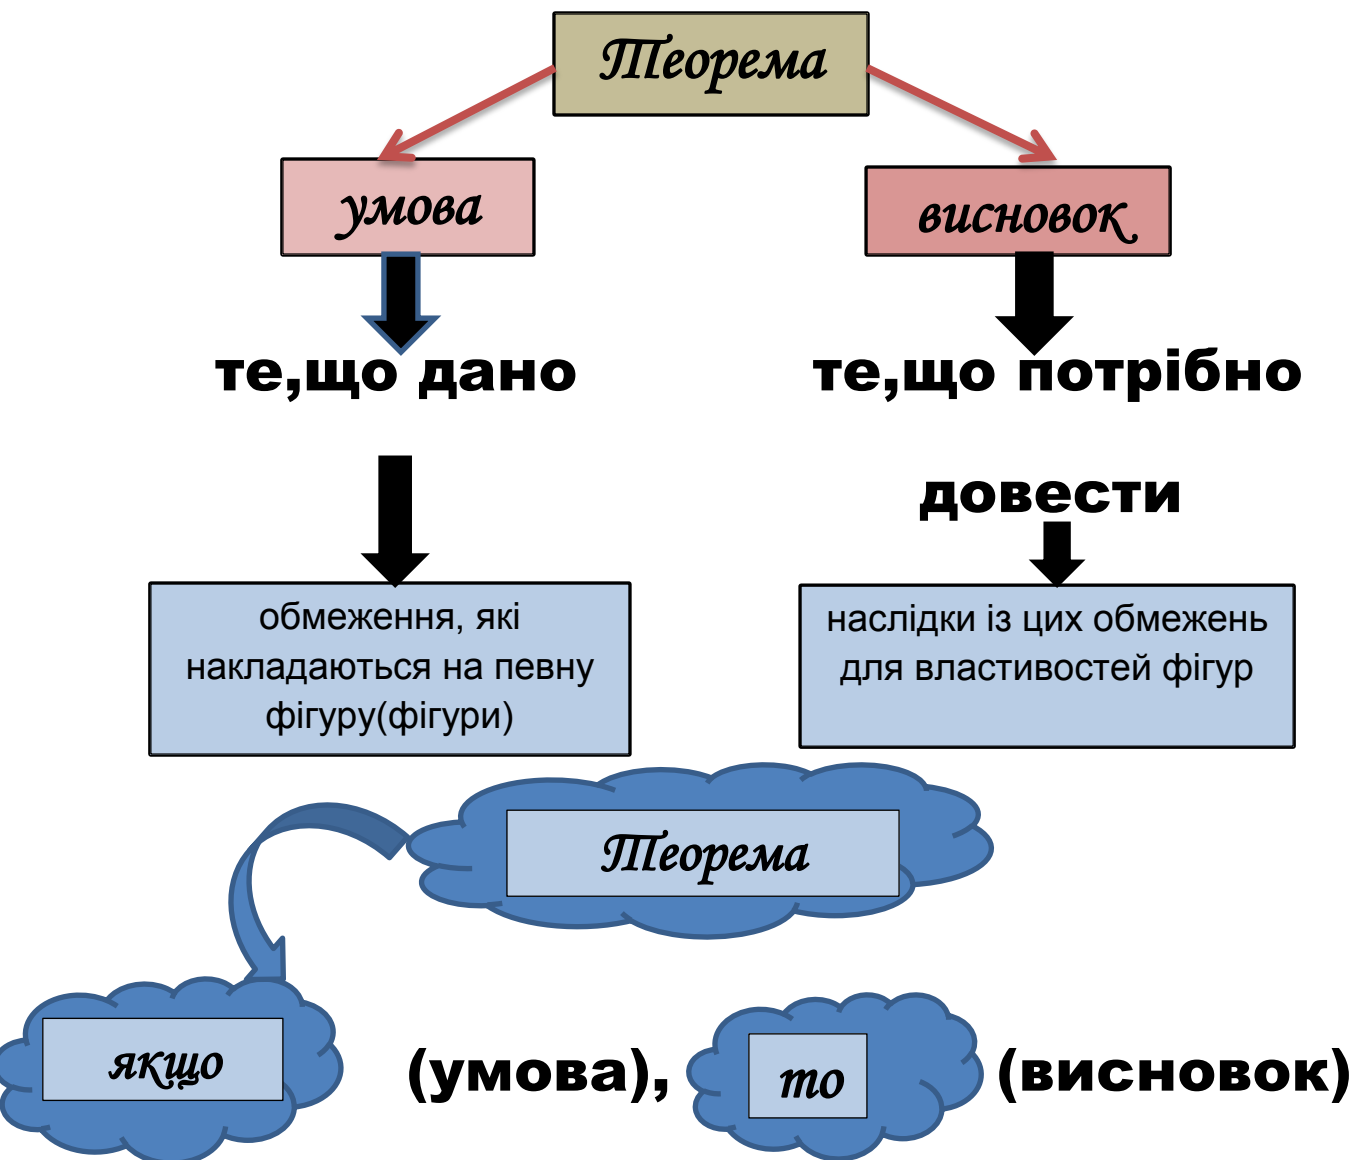 Теорема
умова
висновок
те,що дано
те,що потрібно
довести
обмеження, які
накладаються на певну
фігуру(фігури)
наслідки із цих обмежень
для властивостей фігур
Теорема
якщо
(умова),
то
(висновок)